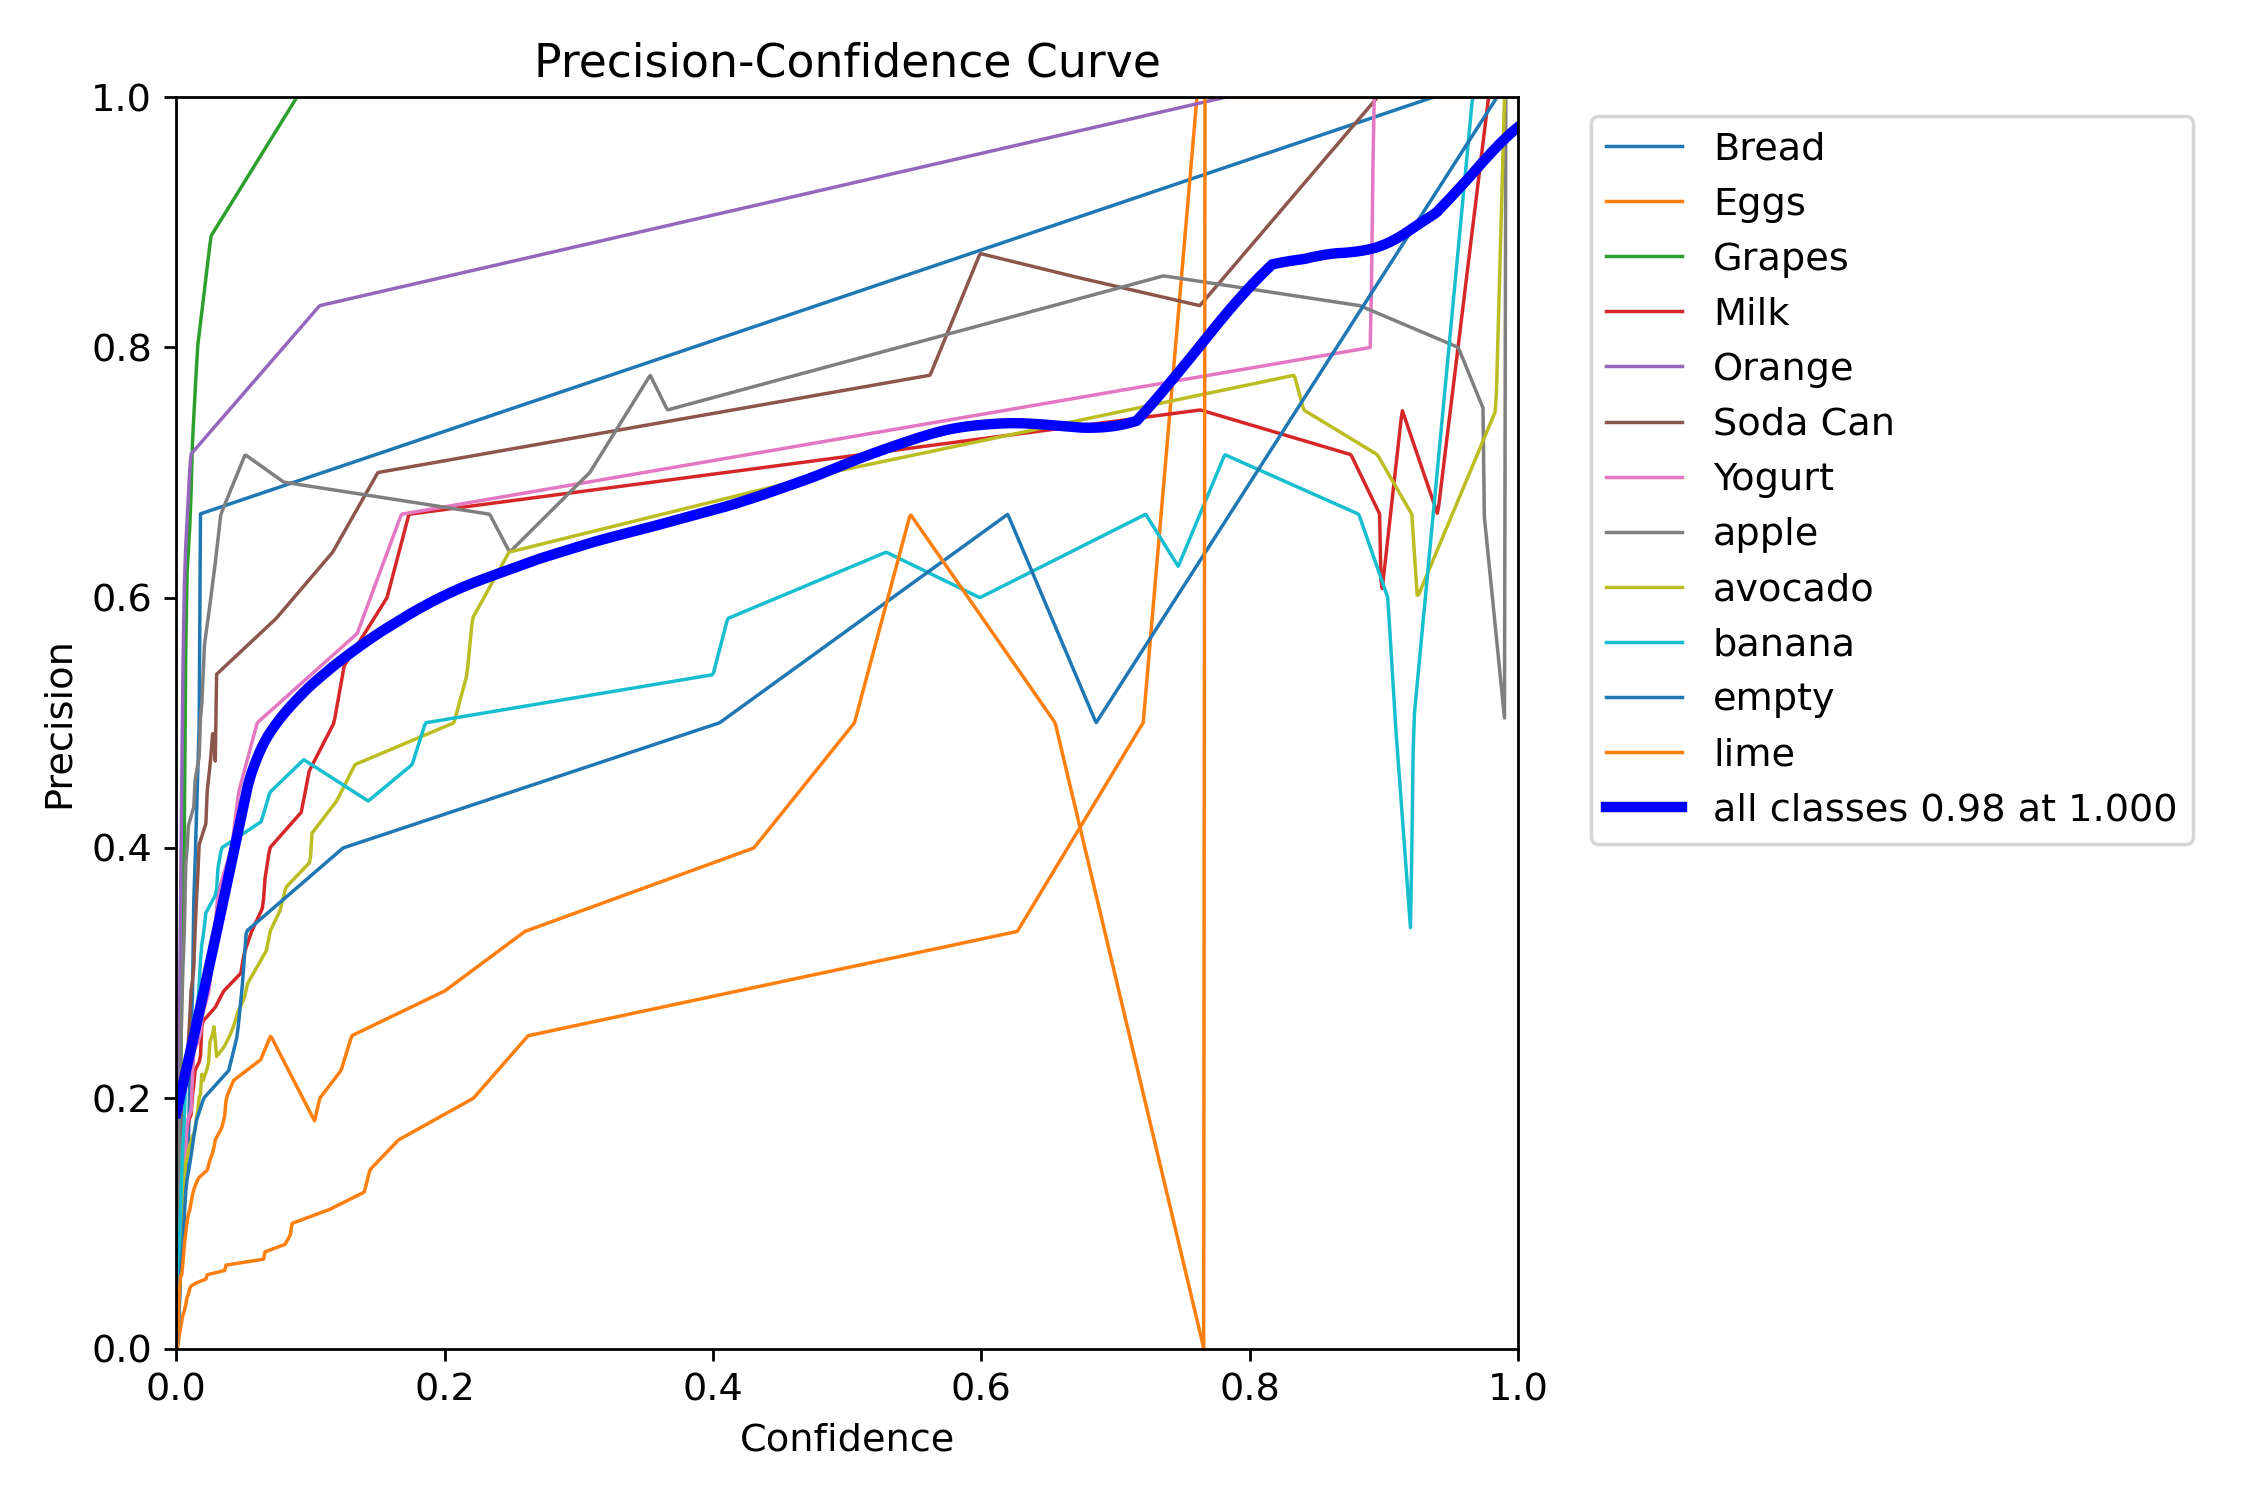 Precision-Confidence Curve
1.0
0.8
0.6
0.4
0.2
0.0
Precision
0.0 0.2 0.4 0.6 0.8 1.0
Confidence
Bread
Eggs
Grapes
Milk
Orange
Soda Can
Yogurt
apple
avocado
banana
empty
lime
all classes 0.98 at 1.000